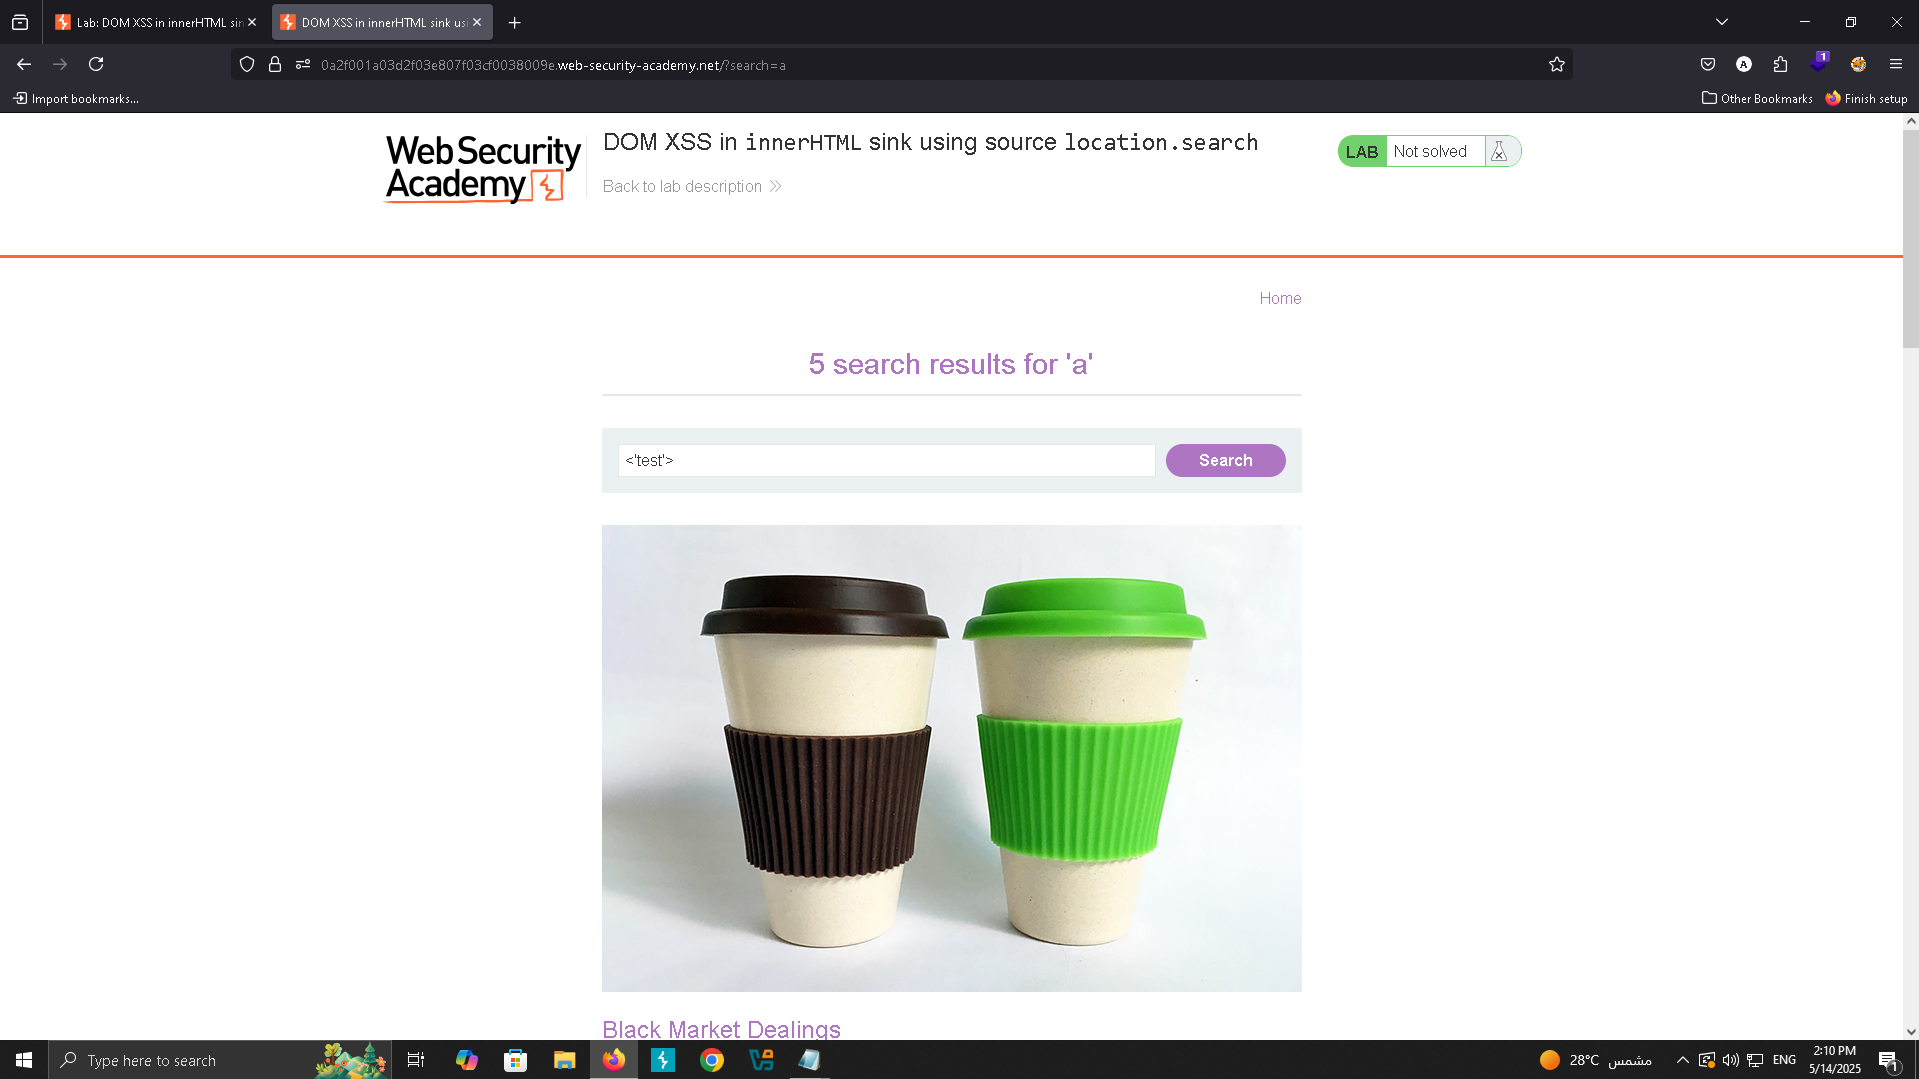 Lab: DOM XSS in innerHTML sin
DOM XSS in innerHTML sink usi
0a2f001a03d2f03e807f03cf0038009e.web-security-academy.net/?search=a
A
1
Import bookmarks...
Other Bookmarks
Finish setup
Web Security
Academy
DOM XSS in innerHTML sink using source location.search
Back to lab description
LAB
Not solved
Home
5 search results for 'a'
<'test'>
Search
Black Market Dealings
Type here to search
28°C
مشمس
ENG
2:10 PM
5/14/2025
1